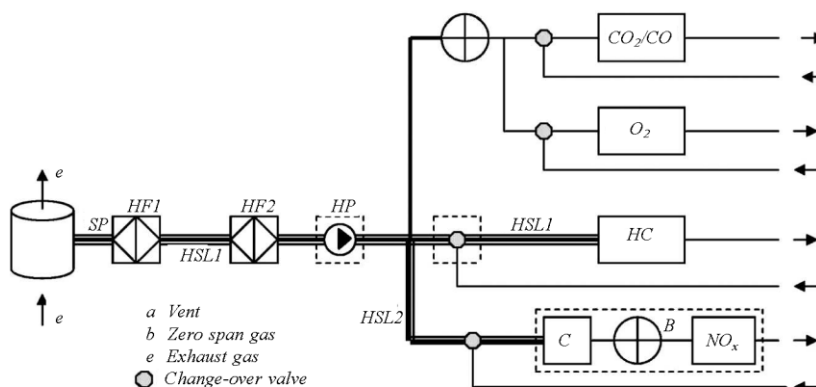 CO2/CO
O2
e
SP
HF1
HF2
HP
HSL1
HSL1
HC
HSL2
e
a Vent
b Zero span gas
e Exhaust gas
Change-over valve
C
B
NOx